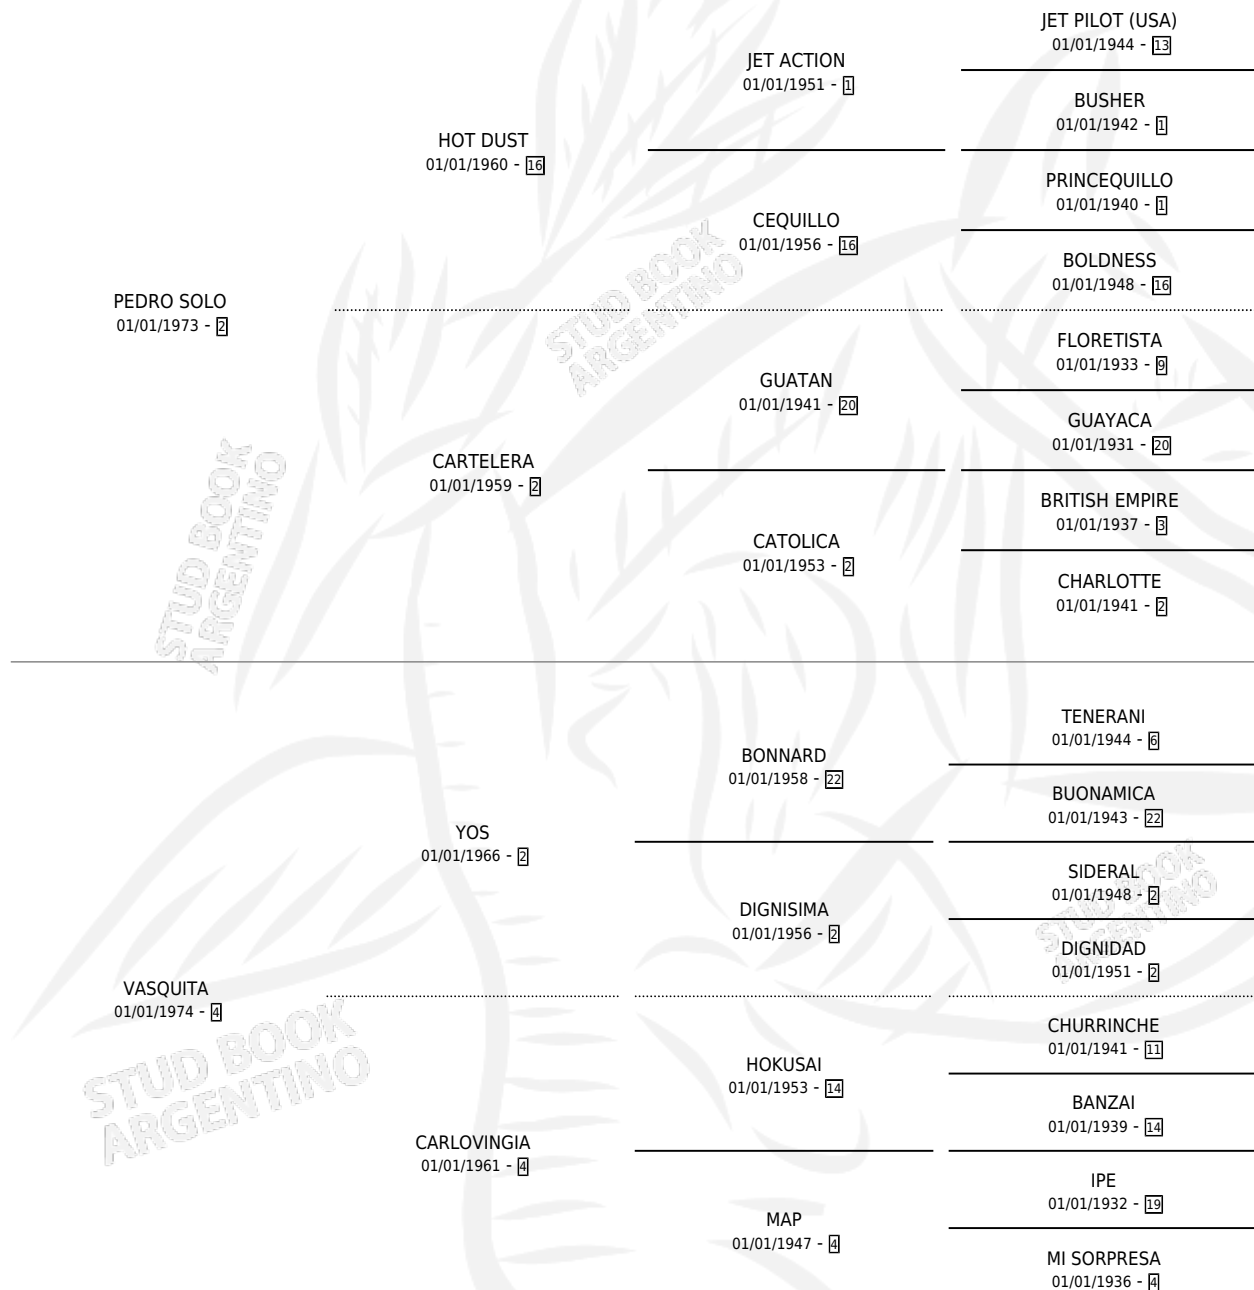 JET PILOT (USA)
01/01/1944 - 13
JET ACTION
01/01/1951 - 1
BUSHER
01/01/1942 - 1
HOT DUST
01/01/1960 - 16
PRINCEQUILLO
01/01/1940 - 1
CEQUILLO
01/01/1956 - 16
BOLDNESS
01/01/1948 - 16
PEDRO SOLO
01/01/1973 - 2
STUD BOOK
ARGENTINO
FLORETISTA
01/01/1933 - 9
GUATAN
01/01/1941 - 20
GUAYACA
01/01/1931 - 20
CARTELERA
01/01/1959 - 2
BRITISH EMPIRE
01/01/1937 - 3
CATOLICA
01/01/1953 - 2
CHARLOTTE
01/01/1941 - 2
STUD BOOK
ARGENTINO
TENERANI
01/01/1944 - 6
BONNARD
01/01/1958 - 22
BUONAMICA
01/01/1943 - 22
YOS
01/01/1966 - 2
SIDERAL
01/01/1948 - 2
DIGNISIMA
01/01/1956 - 2
DIGNIDAD
01/01/1951 - 2
STUD BOOK
ARGENTINO
VASQUITA
01/01/1974 - 4
CHURRINCHE
01/01/1941 - 11
HOKUSAI
01/01/1953 - 14
BANZAI
01/01/1939 - 14
STUD BOOK
ARGENTINO
CARLOVINGIA
01/01/1961 - 4
IPE
01/01/1932 - 19
MAP
01/01/1947 - 4
MI SORPRESA
01/01/1936 - 4